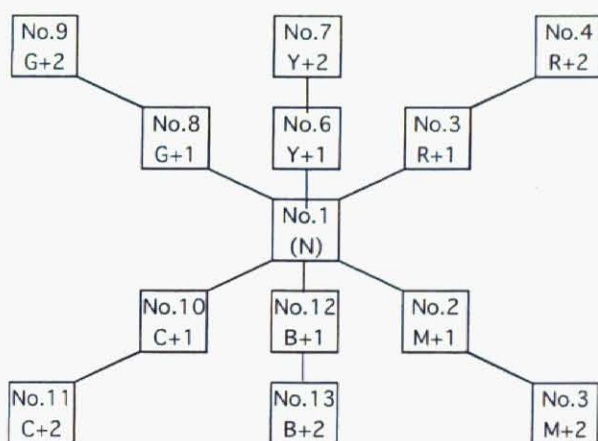 No.9
G+2
No.7
Y+2
No.4
R+2
No.8
G+1
No.6
Y+1
No.3
R+1
No.1
(N)
No.10
C+1
No.12
B+1
No.2
M+1
No.11
C+2
No.13
B+2
No.3
M+2